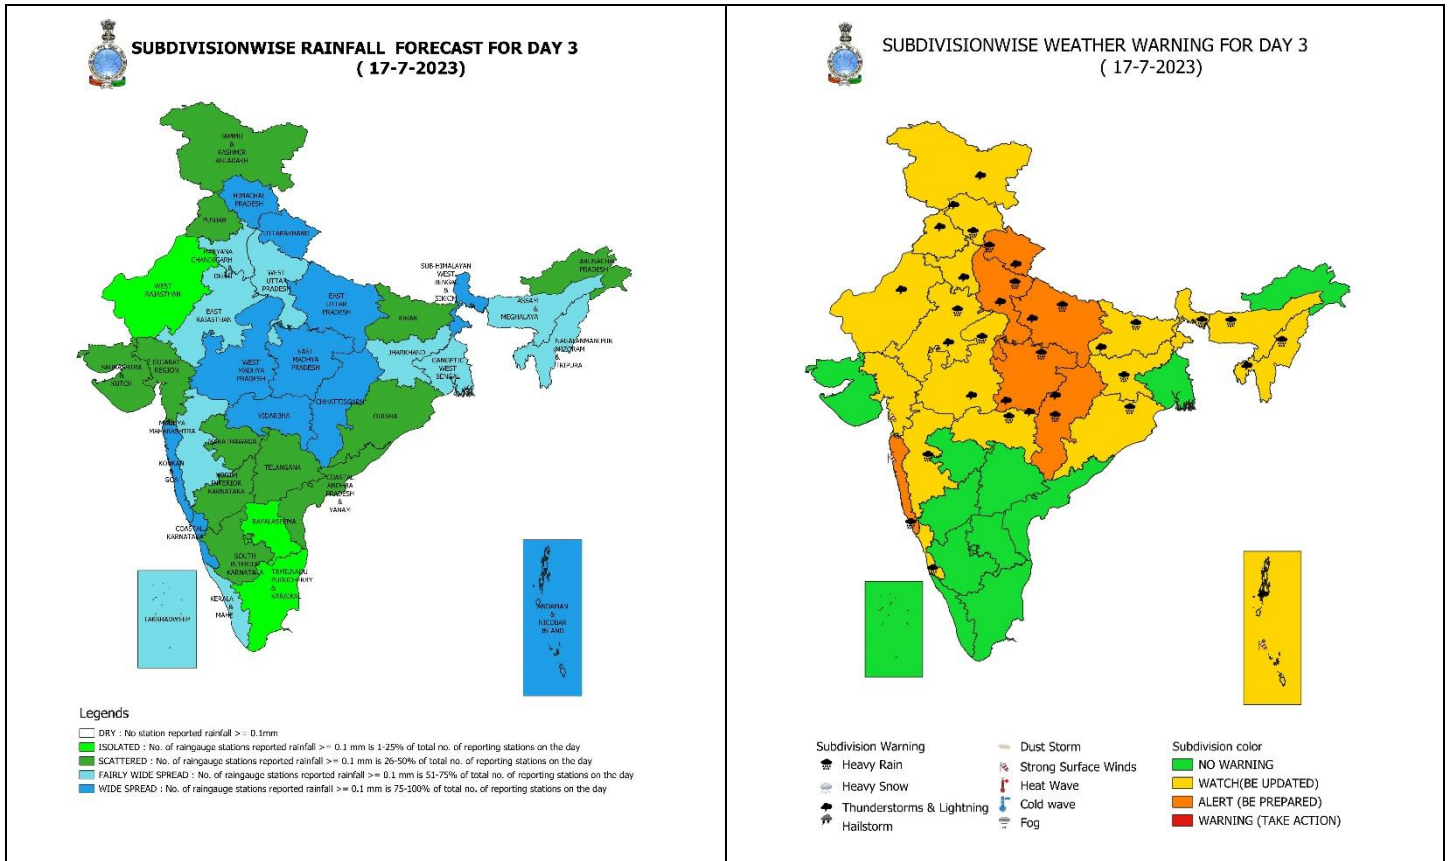 SUBDIVISIONWISE RAINFALL FORECAST FOR DAY 3
( 17-7-2023)
JAMMU
&
KASHMIR
HIMACHAL
PRADESH
PUNJAB
UTTARAKHAND
HARYANA
CHANDIGARH
&
DELHI
WEST
UTTAR
PRADESH
WEST
RAJASTHAN
EAST
RAJASTHAN
EAST
UTTAR
PRADESH
SUB-HIMALAYAN
WEST
BENGAL
&
SIKKIM
ARUNACHAL
PRADESH
ASSAM
&
MEGHALAYA
BIHAR
MIZORAM
&
TRIPURA
JHARKHAND
GANGETIC
WEST
BENGAL
SAURASHTRA
&
KUTCH
GUJARAT
REGION
WEST
MADHYA
PRADESH
EAST
MADHYA
PRADESH
CHHATTISGARH
VIDARBHA
ODISHA
MADHYA
MAHARASHTRA
MARATHAWADA
TELANGANA
KONKAN
&
GOA
NORTH
INTERIOR
KARNATAKA
COASTAL
ANDHRA
PRADESH
&
YANAM
RAYALASEEMA
COASTAL
KARNATAKA
SOUTH
INTERIOR
KARNATAKA
TAMILNADU
PUDUCHERRY
&
KARAIKAL
KERALA
&
MAHE
LAKSHADWEEP
ANDAMAN
&
NICOBAR
ISLAND
Legends
DRY : No station reported rainfall >= 0.1mm
ISOLATED : No. of raingauge stations reported rainfall >= 0.1 mm is 1-25% of total no. of reporting stations on the day
SCATTERED : No. of raingauge stations reported rainfall >= 0.1 mm is 26-50% of total no. of reporting stations on the day
FAIRLY WIDE SPREAD : No. of raingauge stations reported rainfall >= 0.1 mm is 51-75% of total no. of reporting stations on the day
WIDE SPREAD : No. of raingauge stations reported rainfall >= 0.1 mm is 75-100% of total no. of reporting stations on the day
SUBDIVISIONWISE WEATHER WARNING FOR DAY 3
( 17-7-2023)
Subdivision Warning
Heavy Rain
Heavy Snow
Thunderstorms & Lightning
Hailstorm
Dust Storm
Strong Surface Winds
Heat Wave
Cold wave
Fog
Subdivision color
NO WARNING
WATCH(BE UPDATED)
ALERT (BE PREPARED)
WARNING (TAKE ACTION)